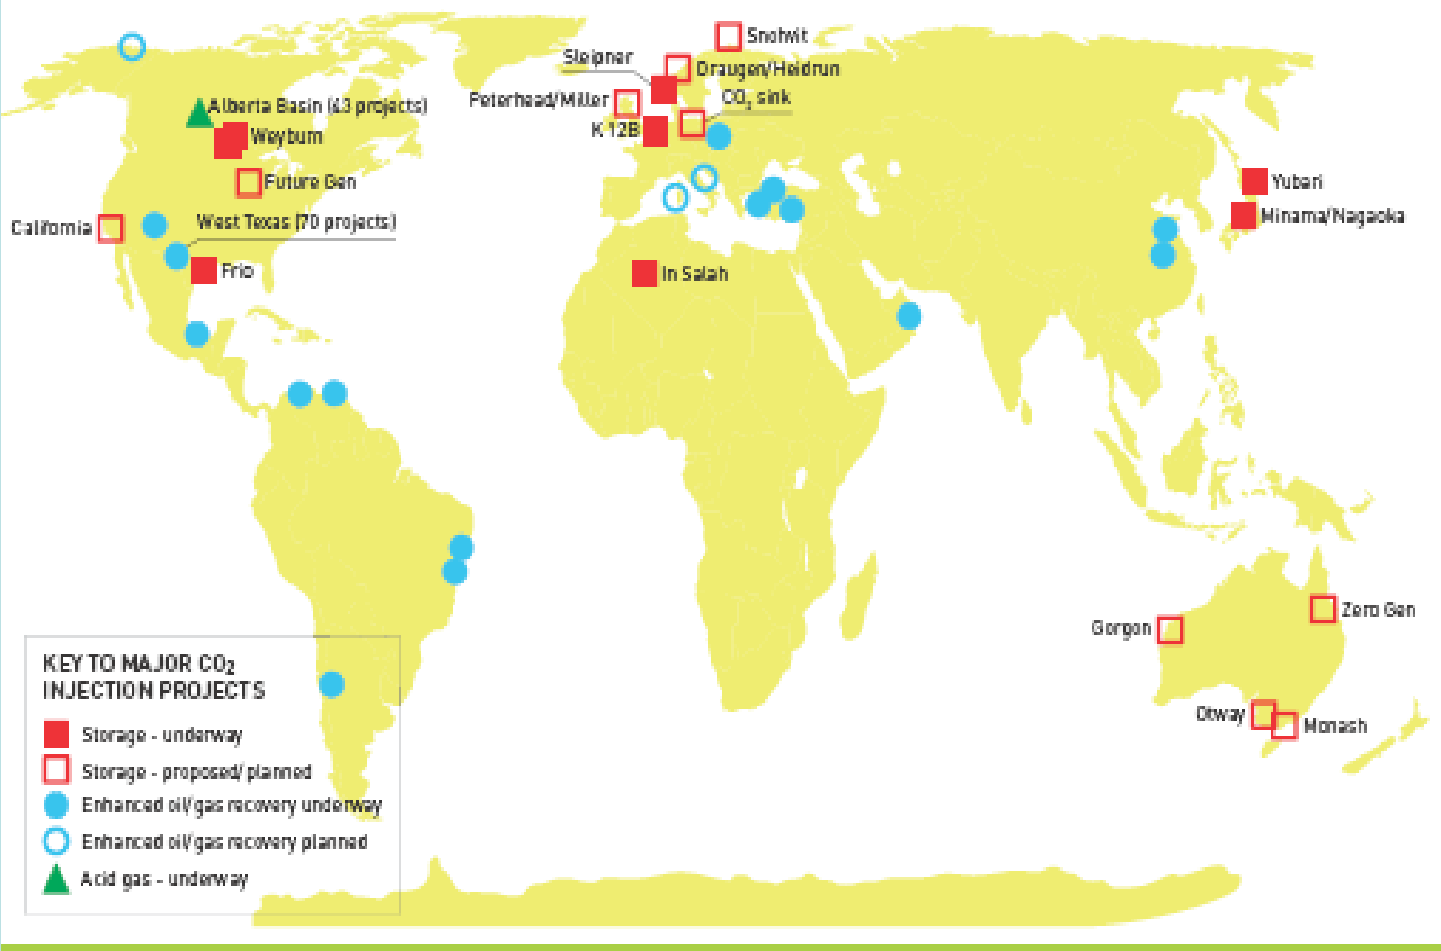 Snohvit
Sleipner
Draugen/Heidrun
Peterhead/Miller
CO2 sink
K 12B
Alberta Basin (63 projects)
Weyburn
Future Gen
California
West Texas (70 projects)
Frio
In Salah
Yubari
Minama/Nagaoka
Zero Gen
Gorgon
Otway
Monash
KEY TO MAJOR CO2
INJECTION PROJECTS
Storage - underway
Storage - proposed/planned
Enhanced oil/gas recovery underway
Enhanced oil/gas recovery planned
Acid gas - underway